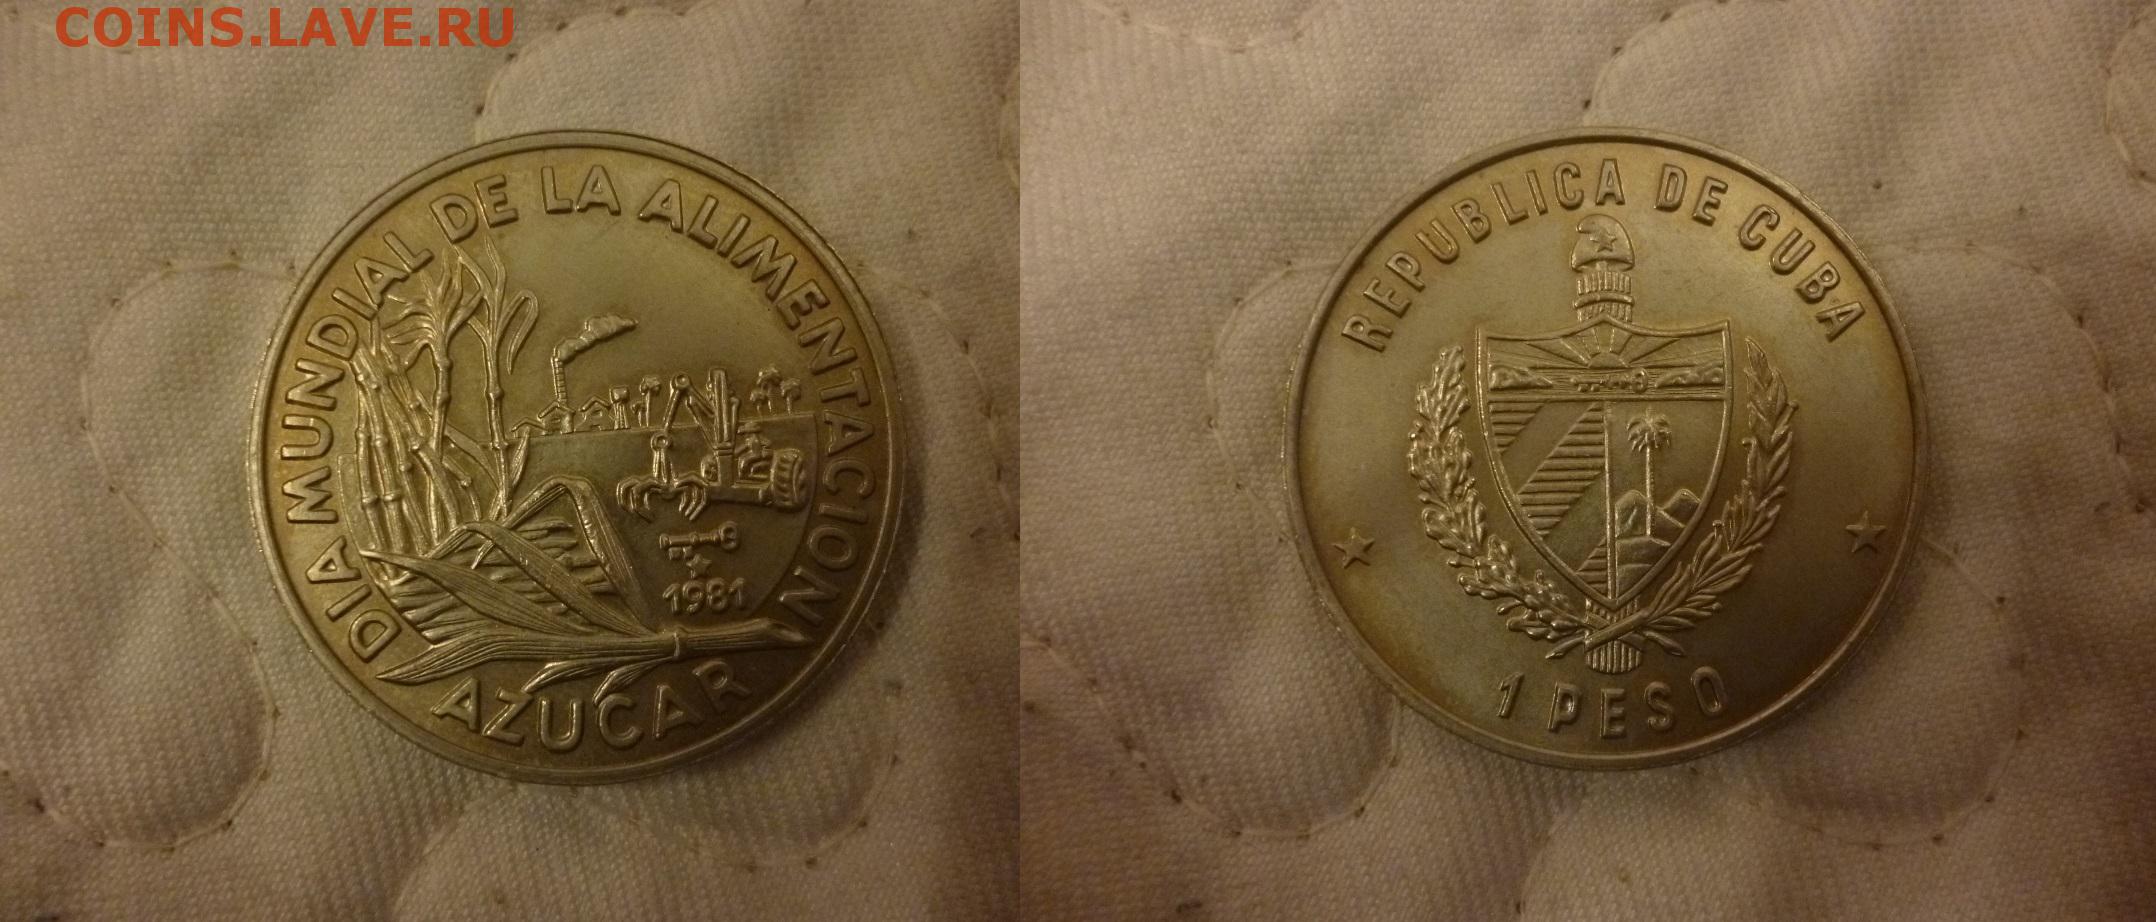 COINS.LAVE.RU
DIA MUNDIAL DE LA ALIMENTACION
1981
AZUCAR
REPUBLICA DE CUBA
1 PESO